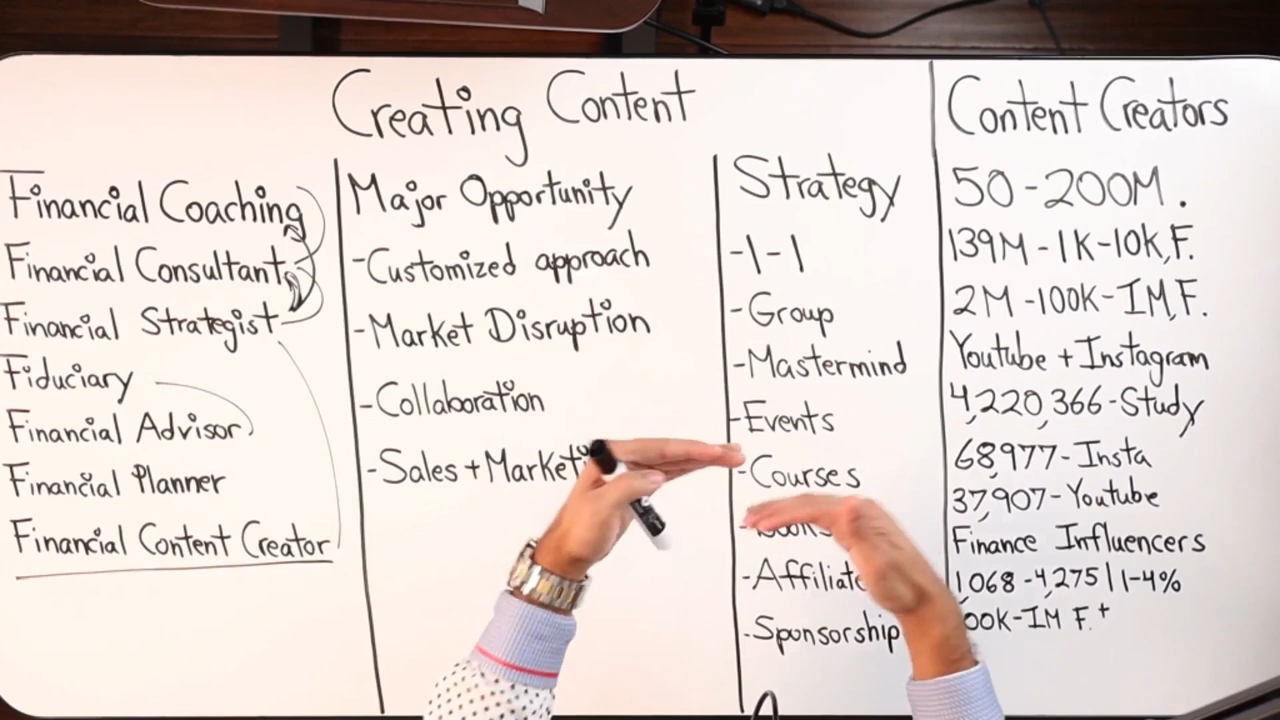 Creating Content
Financial Coaching
Financial Consultant
Financial Strategist
Fiduciary
Financial Advisor
Financial Planner
Financial Content Creator
Major Opportunity
-Customized approach
-Market Disruption
-Collaboration
-Sales +
Strategy
-1-1
-Group
-Mastermind
-Events
-Courses
-Affiliate
-Sponsorship
Content Creators
50-200M.
139M-1K-10K,F.
2M-100K-1M,F.
Youtube + Instagram
4,220,366-Study
68,977-Insta
37,907-Youtube
Finance Influencers
1,068-4,275 | 1-4%
00K-1M F.+